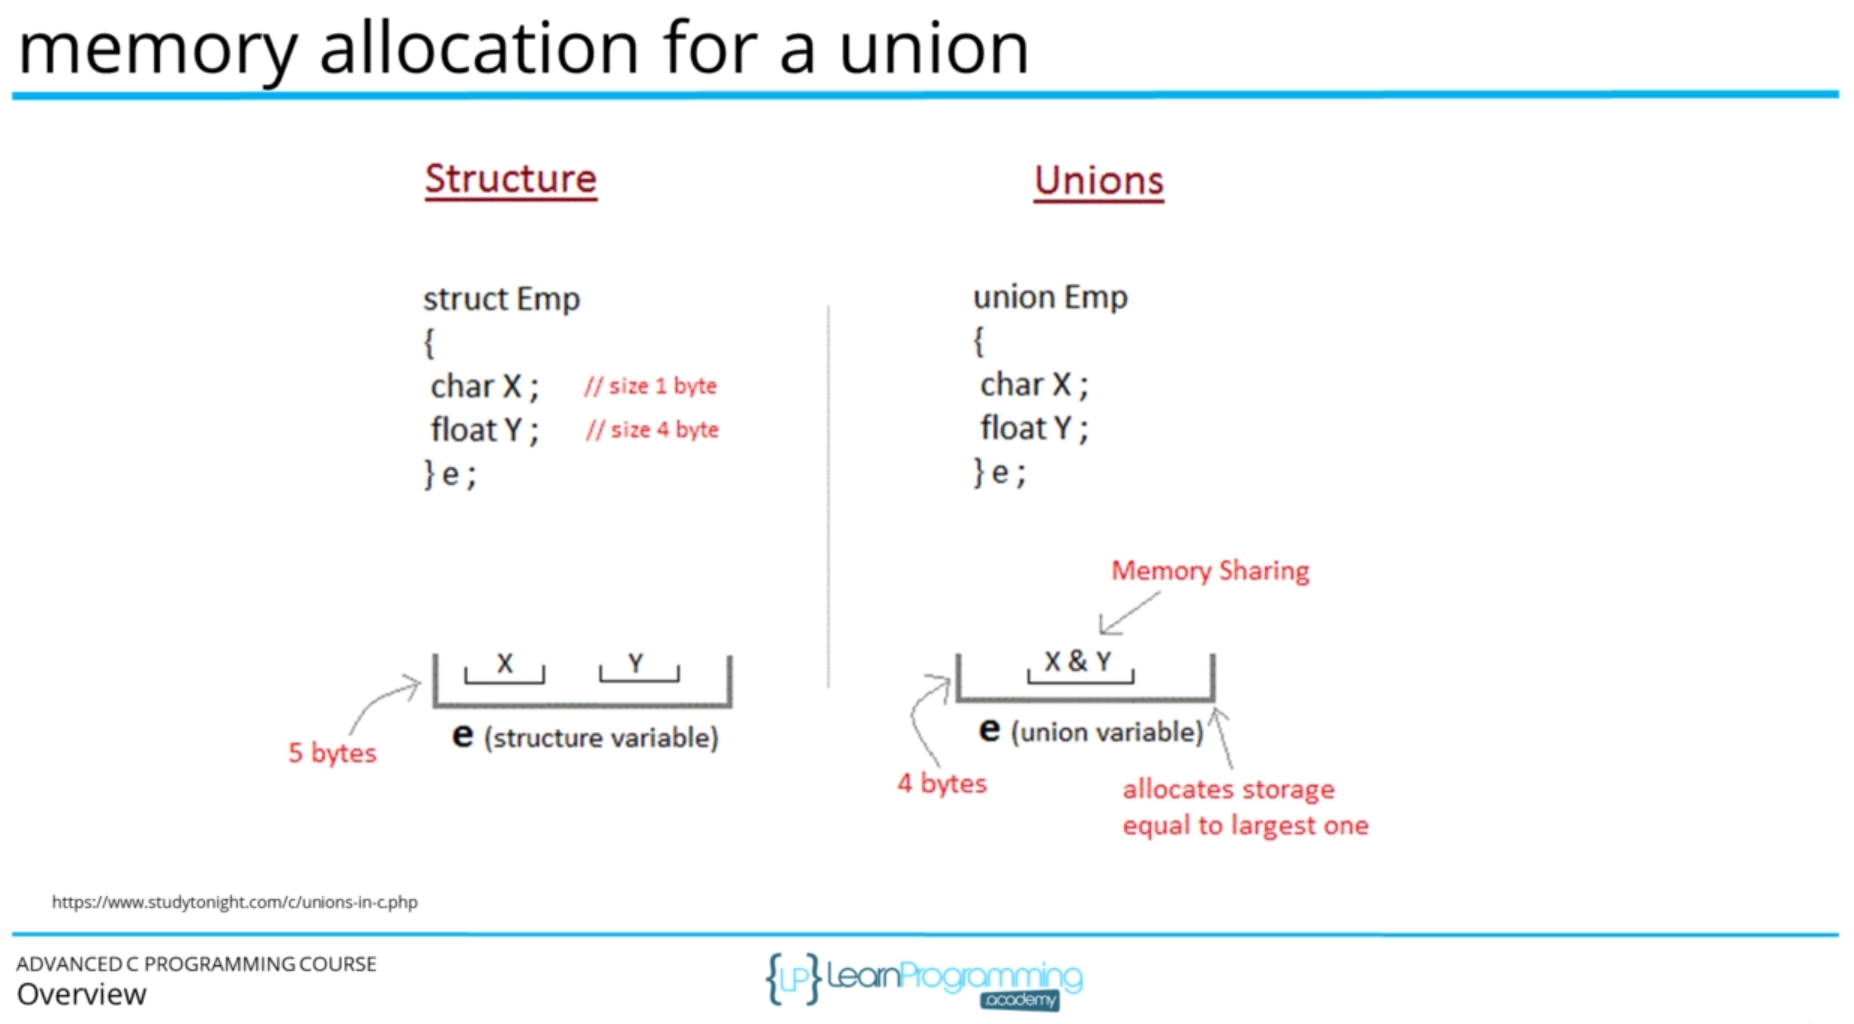 memory allocation for a union
Structure
struct Emp
{
char X ; // size 1 byte
float Y ; // size 4 byte
} e ;
X Y
e (structure variable)
5 bytes
Unions
union Emp
{
char X ;
float Y ;
} e ;
Memory Sharing
X & Y
e (union variable)
4 bytes
allocates storage
equal to largest one
https://www.studytonight.com/c/unions-in-c.php
ADVANCED C PROGRAMMING COURSE
Overview
{LP} LearnProgramming
academy